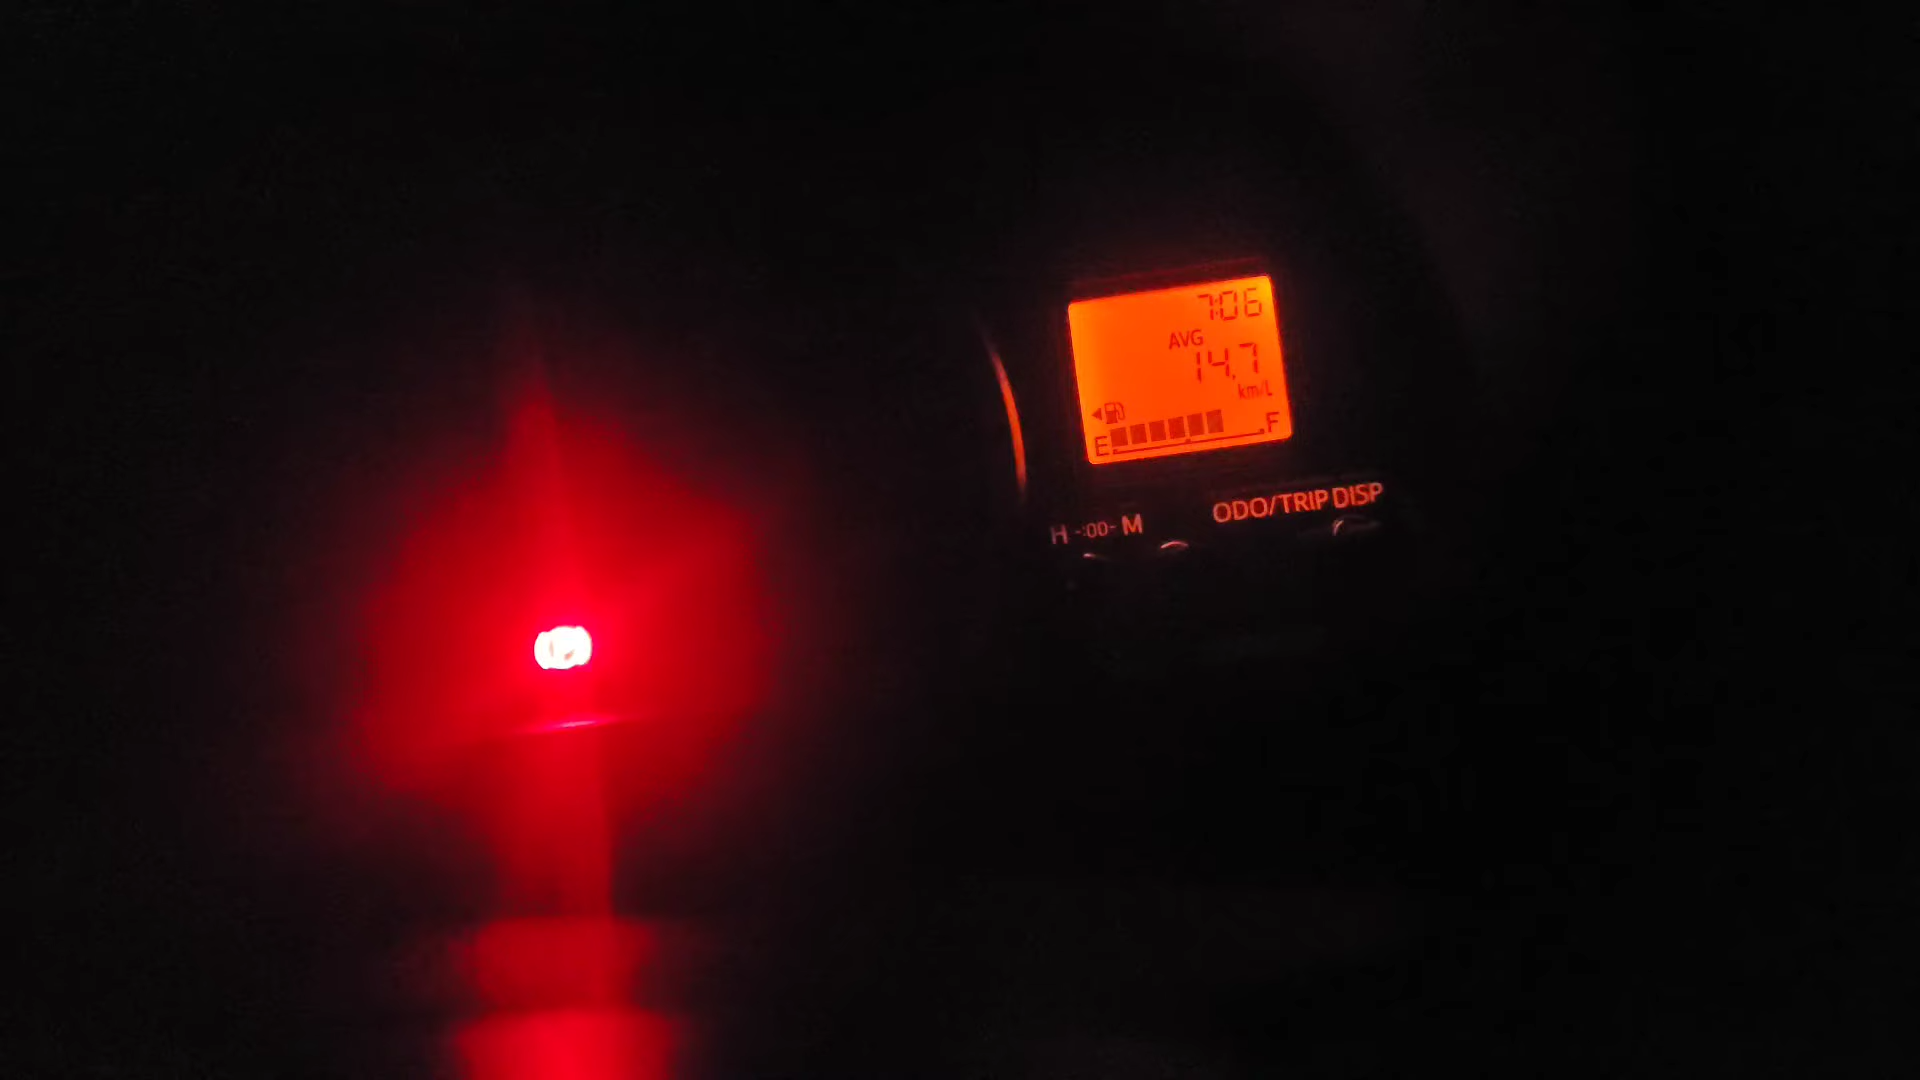 7:06
AVG
14.7
km/L
E F
H -:00- M
ODO/TRIP DISP